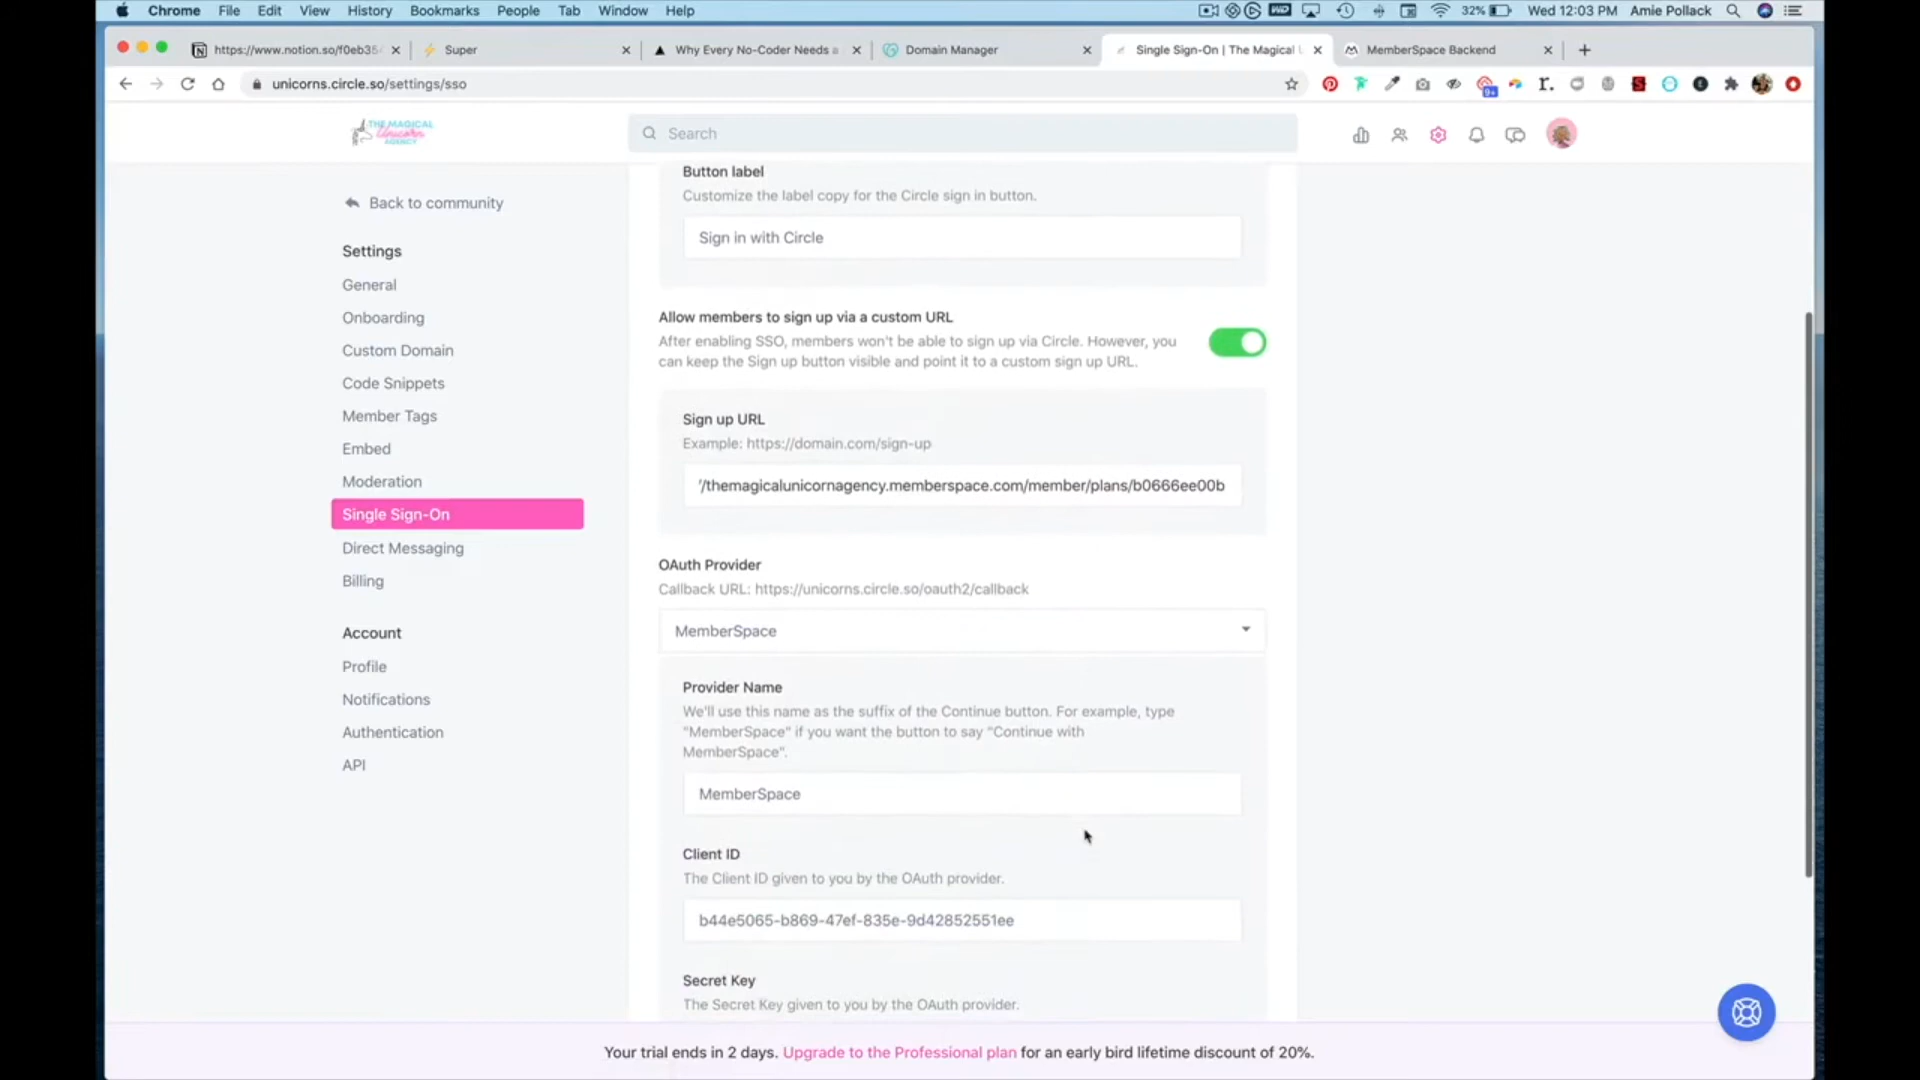 Chrome File Edit View History Bookmarks People Tab Window Help 32% Wed 12:03 PM Amie Pollack
https://www.notion.so/f0eb35 Super Why Every No-Coder Needs a Domain Manager Single Sign-On | The Magical MemberSpace Backend
unicorns.circle.so/settings/sso
9+
THE MAGICAL
Unicorn
AGENCY
Search
Back to community
Settings
General
Onboarding
Custom Domain
Code Snippets
Member Tags
Embed
Moderation
Single Sign-On
Direct Messaging
Billing
Account
Profile
Notifications
Authentication
API
Button label
Customize the label copy for the Circle sign in button.
Sign in with Circle
Allow members to sign up via a custom URL
After enabling SSO, members won't be able to sign up via Circle. However, you
can keep the Sign up button visible and point it to a custom sign up URL.
Sign up URL
Example: https://domain.com/sign-up
/themagicalunicornagency.memberspace.com/member/plans/b0666ee00b
OAuth Provider
Callback URL: https://unicorns.circle.so/oauth2/callback
MemberSpace
Provider Name
We'll use this name as the suffix of the Continue button. For example, type
"MemberSpace" if you want the button to say "Continue with
MemberSpace".
MemberSpace
Client ID
The Client ID given to you by the OAuth provider.
b44e5065-b869-47ef-835e-9d42852551ee
Secret Key
The Secret Key given to you by the OAuth provider.
Your trial ends in 2 days. Upgrade to the Professional plan for an early bird lifetime discount of 20%.